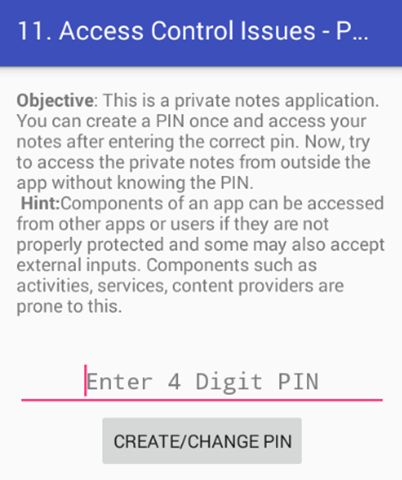 11. Access Control Issues - P...
Objective: This is a private notes application.
You can create a PIN once and access your
notes after entering the correct pin. Now, try
to access the private notes from outside the
app without knowing the PIN.
Hint:Components of an app can be accessed
from other apps or users if they are not
properly protected and some may also accept
external inputs. Components such as
activities, services, content providers are
prone to this.
Enter 4 Digit PIN
CREATE/CHANGE PIN